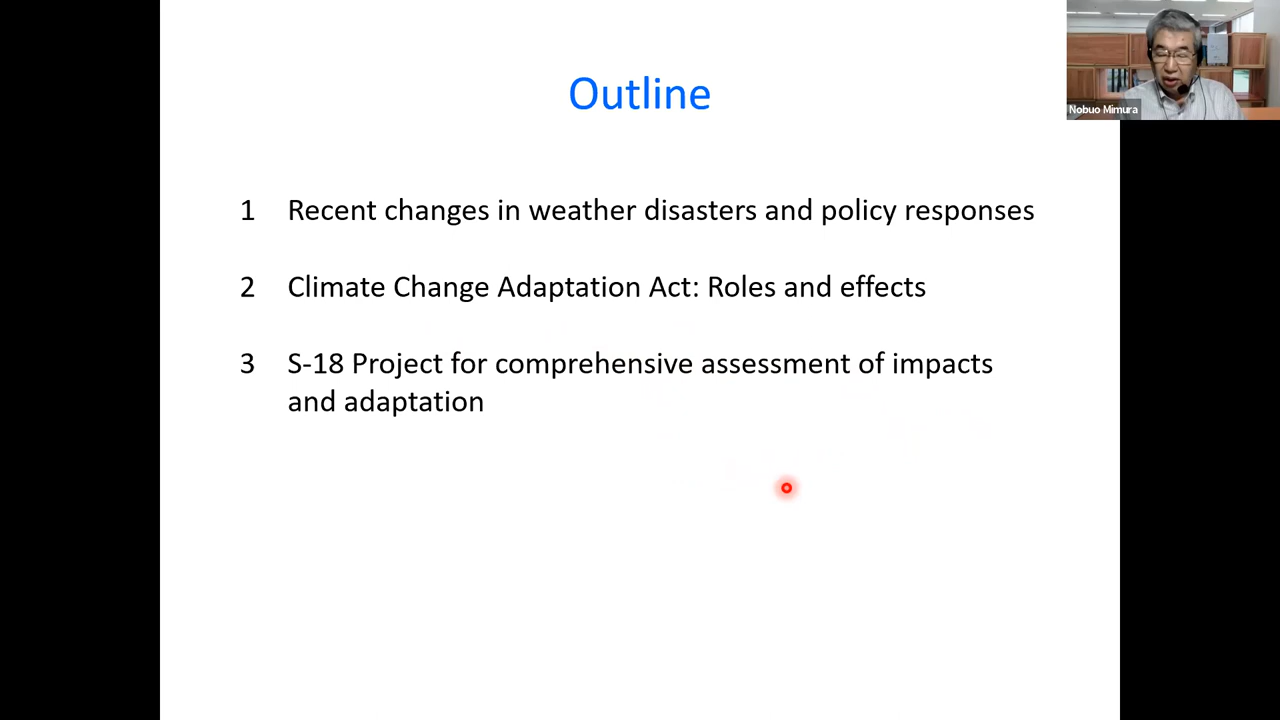 Outline
1 Recent changes in weather disasters and policy responses
2 Climate Change Adaptation Act: Roles and effects
3 S-18 Project for comprehensive assessment of impacts
and adaptation
Nobuo Mimura